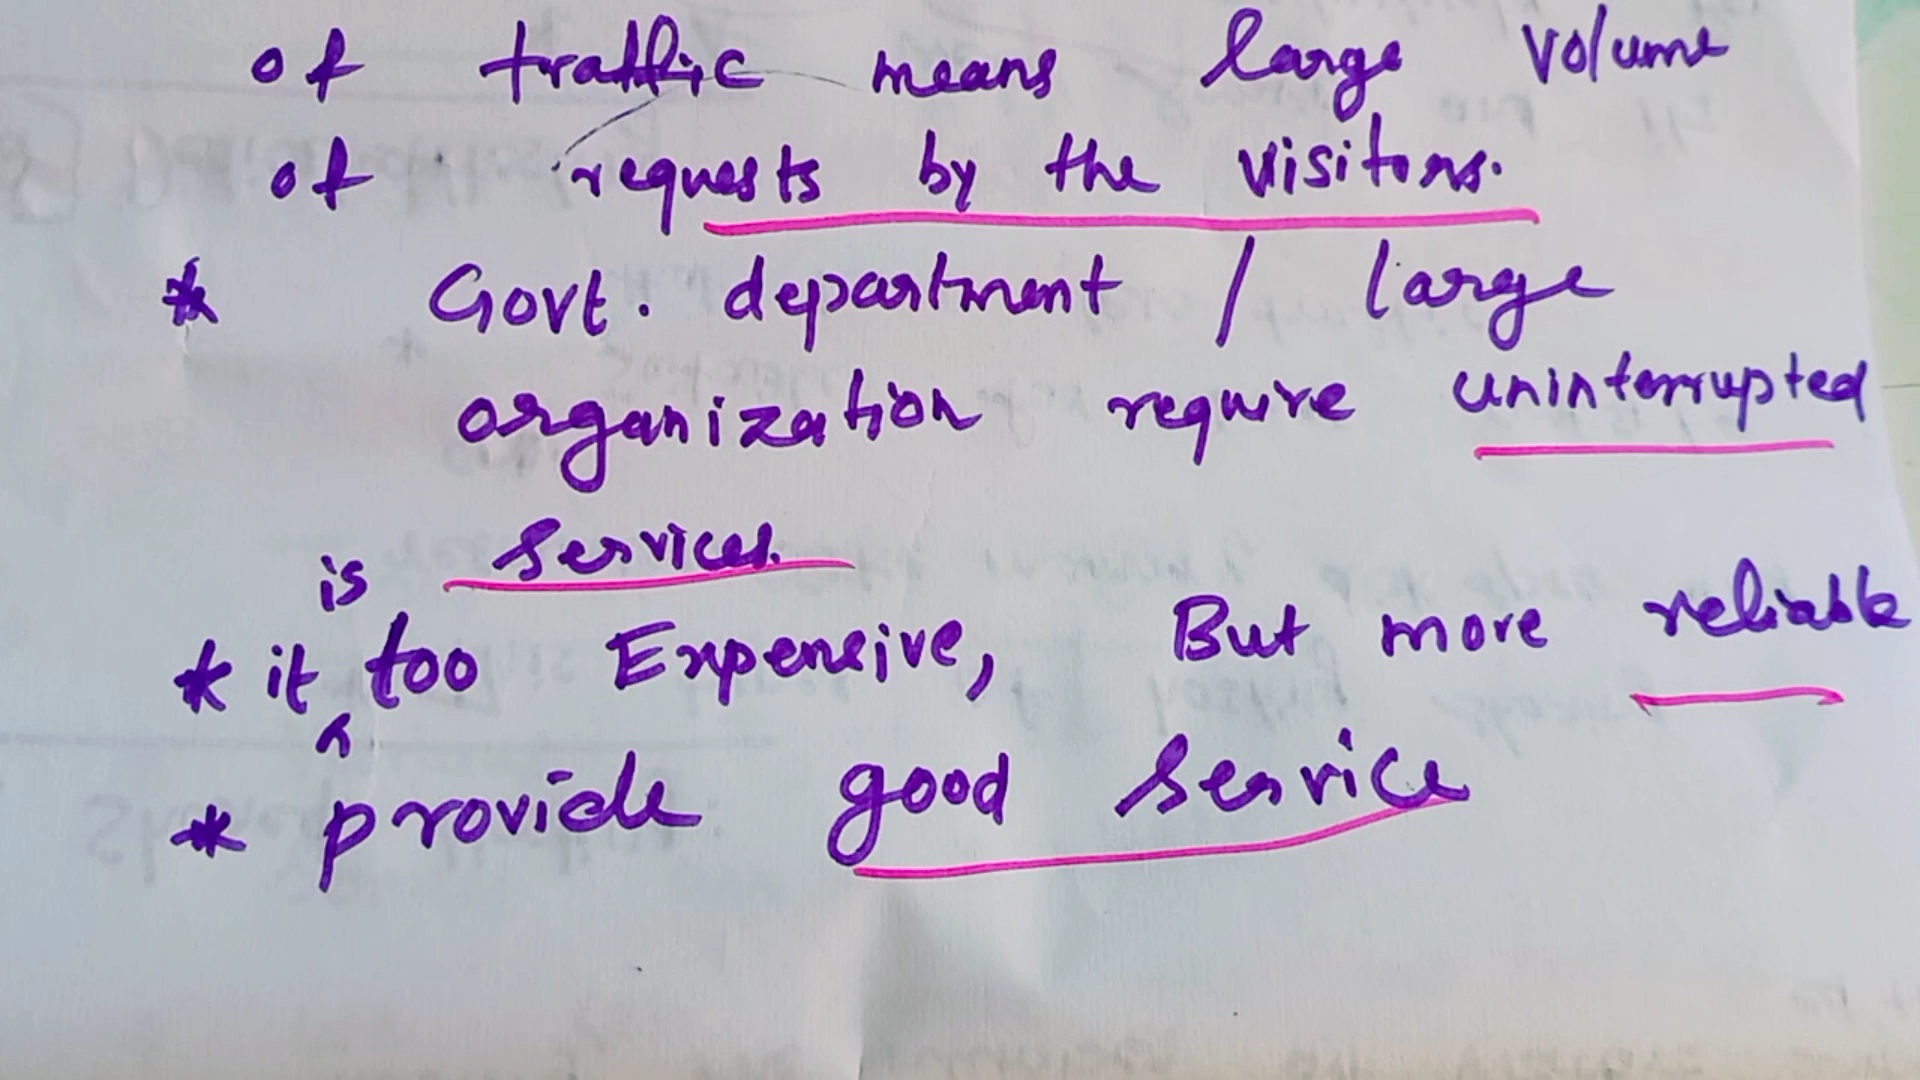 of traffic means large volume
of requests by the visitors.
* Govt. department / large
organization require uninterrupted
services.
* it is too Expensive, But more reliable
* provide good service